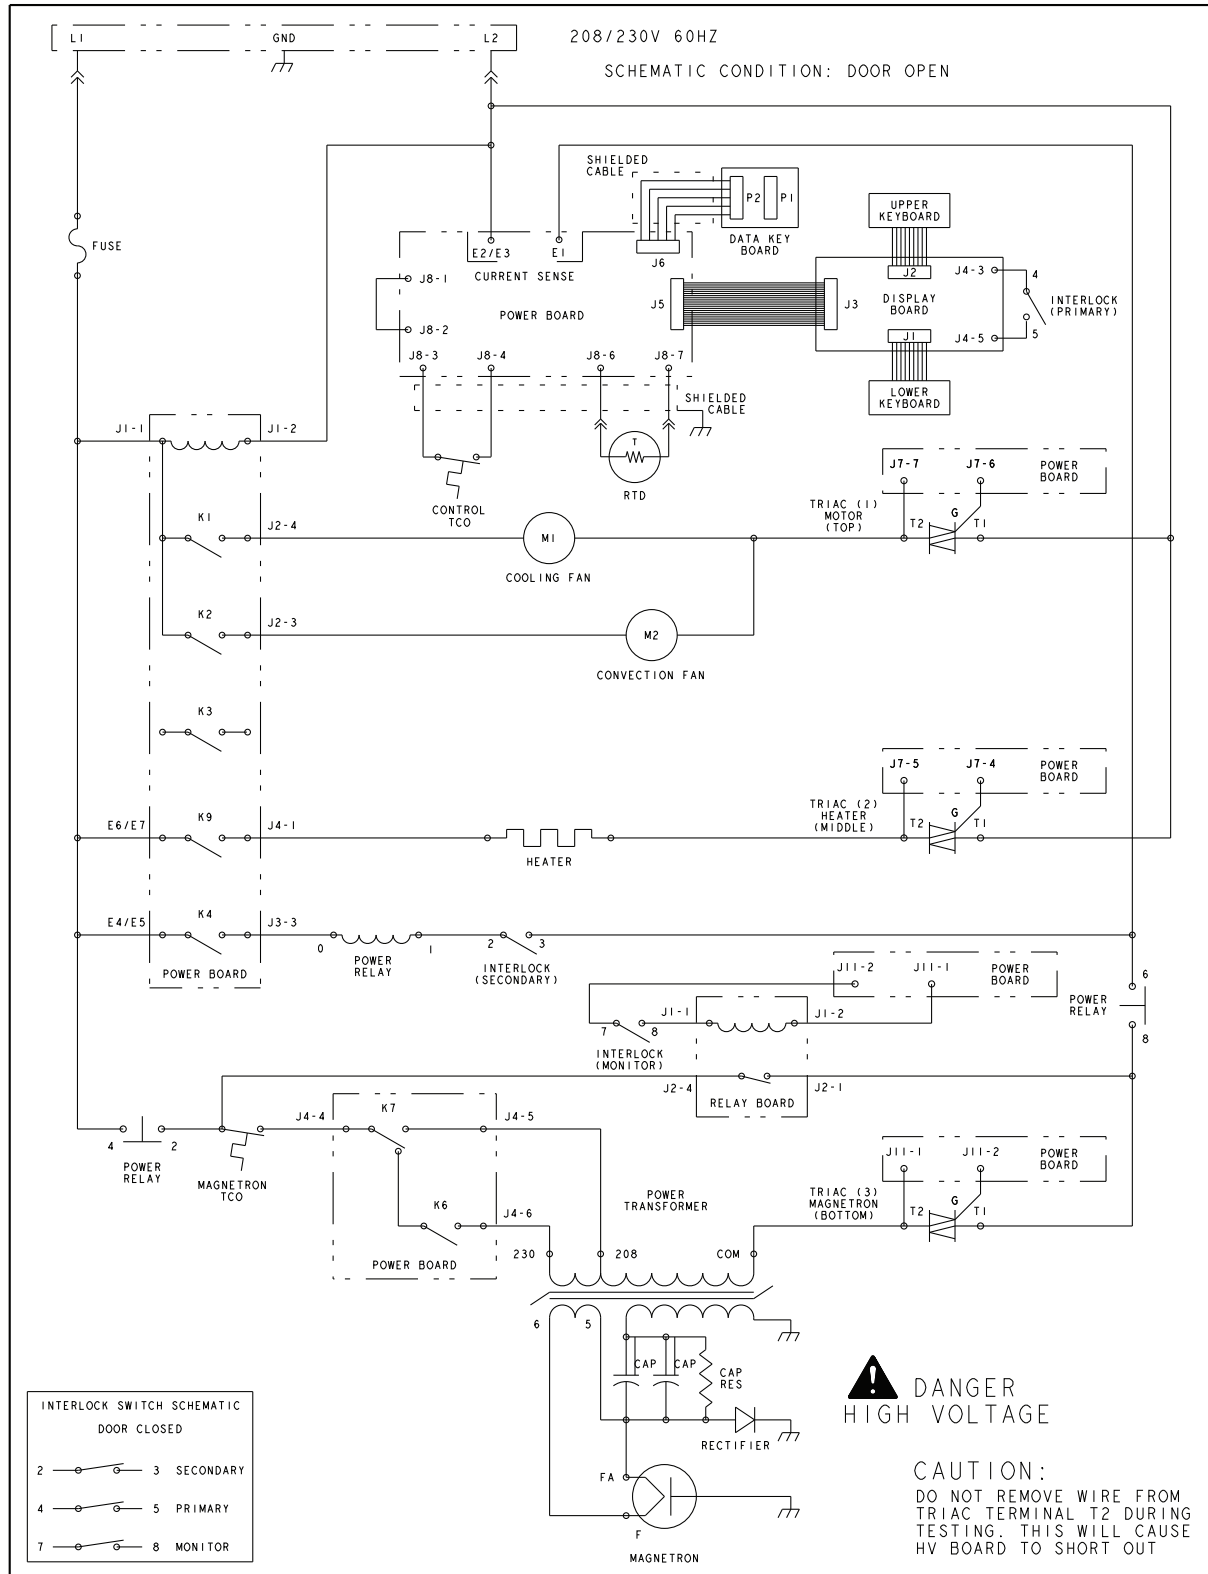 L1 GND L2
208/230V 60HZ
SCHEMATIC CONDITION: DOOR OPEN
SHIELDED
CABLE
P2 P1
DATA KEY
BOARD
UPPER
KEYBOARD
FUSE
E2/E3 E1
J6
CURRENT SENSE
J8-1
J5
J3
J2
J4-3
4
DISPLAY
BOARD
INTERLOCK
(PRIMARY)
POWER BOARD
J8-2
J1
J4-5
5
J8-3 J8-4 J8-6 J8-7
LOWER
KEYBOARD
SHIELDED
CABLE
J1-1 J1-2
T
RTD
CONTROL
TCO
J7-7 J7-6 POWER
BOARD
TRIAC (1)
MOTOR
(TOP)
T2 G T1
K1 J2-4
M1
COOLING FAN
K2 J2-3
M2
CONVECTION FAN
K3
J7-5 J7-4 POWER
BOARD
TRIAC (2)
HEATER
(MIDDLE)
T2 G T1
E6/E7 K9 J4-1
HEATER
E4/E5 K4 J3-3
0 1
POWER
RELAY
2 3
INTERLOCK
(SECONDARY)
POWER BOARD
J11-2 J11-1 POWER
BOARD
6
POWER
RELAY
8
J1-1 J1-2
7 8
INTERLOCK
(MONITOR)
J2-4 J2-1
RELAY BOARD
4 2
POWER
RELAY
MAGNETRON
TCO
J4-4 K7 J4-5
K6 J4-6
POWER BOARD
POWER
TRANSFORMER
J11-1 J11-2 POWER
BOARD
TRIAC (3)
MAGNETRON
(BOTTOM)
T2 G T1
230 208 COM
6 5
CAP CAP
CAP
RES
RECTIFIER
FA
F
MAGNETRON
DANGER
HIGH VOLTAGE
CAUTION:
DO NOT REMOVE WIRE FROM
TRIAC TERMINAL T2 DURING
TESTING. THIS WILL CAUSE
HV BOARD TO SHORT OUT
INTERLOCK SWITCH SCHEMATIC
DOOR CLOSED
2 3 SECONDARY
4 5 PRIMARY
7 8 MONITOR